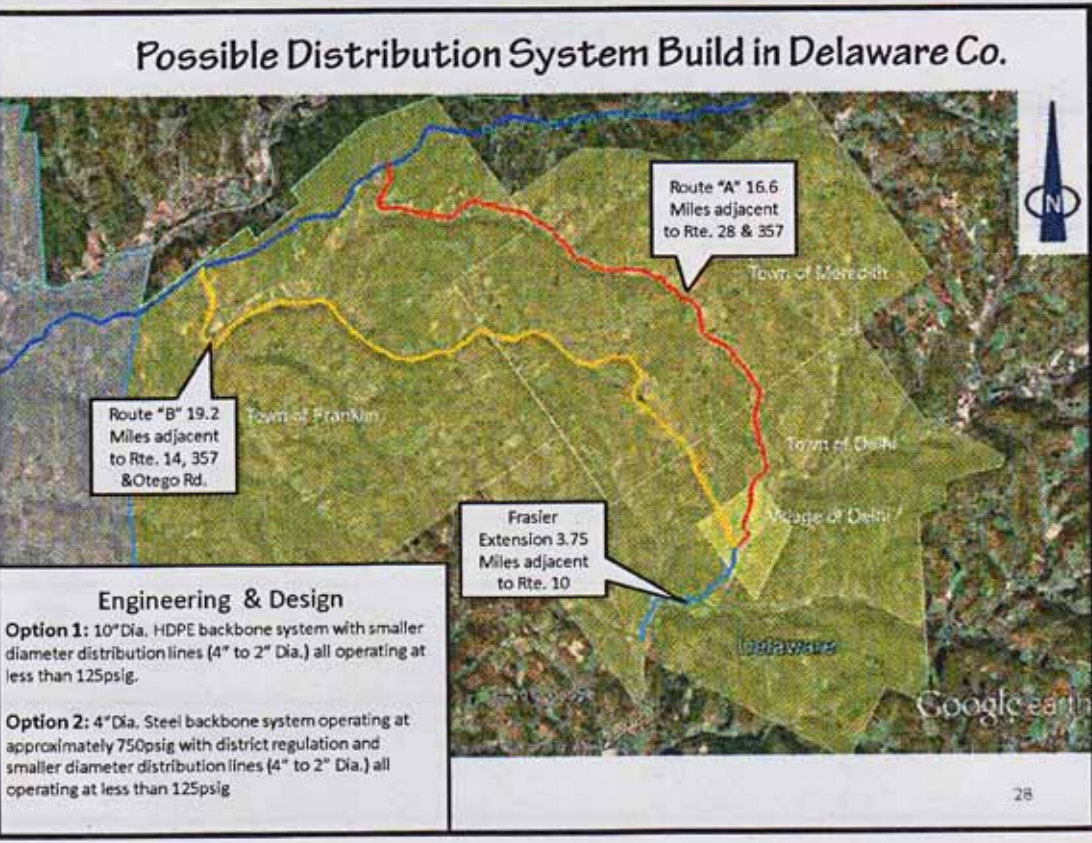 Possible Distribution System Build in Delaware Co.
Route "A" 16.6
Miles adjacent
to Rte. 28 & 357
N
Town of Meredith
Route "B" 19.2
Miles adjacent
to Rte. 14, 357
&Otego Rd.
Town of Franklin
Town of Delhi
Village of Delhi
Frasier
Extension 3.75
Miles adjacent
to Rte. 10
Delaware
Google earth
Engineering & Design
Option 1: 10"Dia. HDPE backbone system with smaller
diameter distribution lines (4" to 2" Dia.) all operating at
less than 125psig.
Option 2: 4"Dia. Steel backbone system operating at
approximately 750psig with district regulation and
smaller diameter distribution lines (4" to 2" Dia.) all
operating at less than 125psig
28